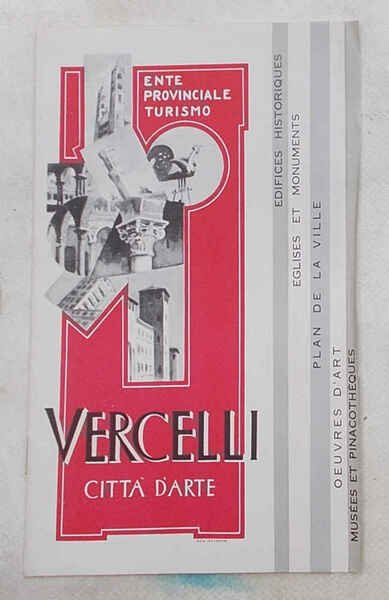 ENTE
PROVINCIALE
TURISMO
VERCELLI
CITTÀ D'ARTE
EDIFICES HISTORIQUES
EGLISES ET MONUMENTS
PLAN DE LA VILLE
OEUVRES D'ART
MUSÉES ET PINACOTHÈQUES